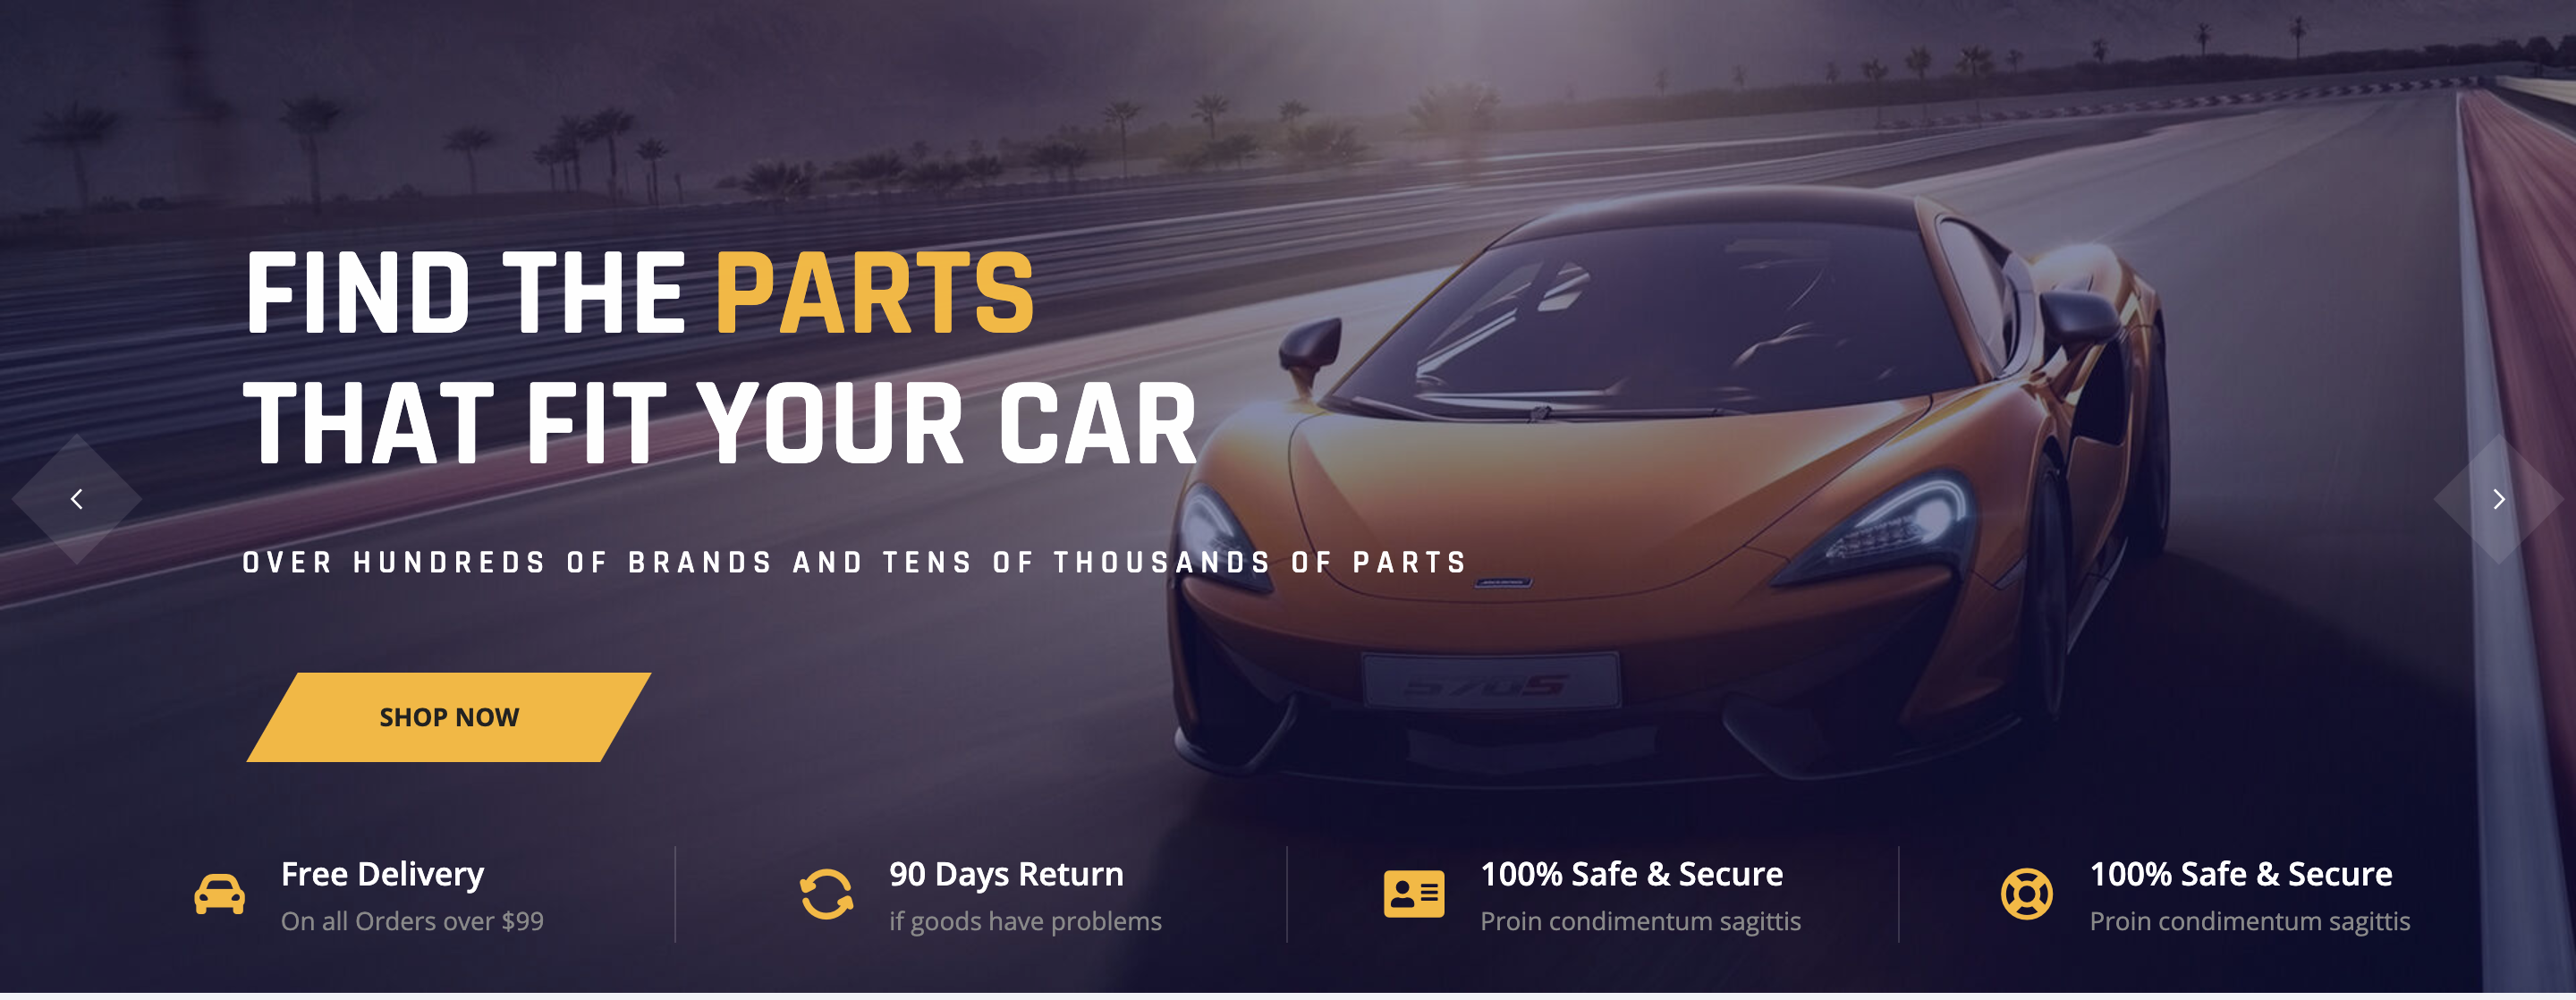 FIND THE PARTS
THAT FIT YOUR CAR
OVER HUNDREDS OF BRANDS AND TENS OF THOUSANDS OF PARTS
570S
SHOP NOW
Free Delivery
On all Orders over $99
90 Days Return
if goods have problems
100% Safe & Secure
Proin condimentum sagittis
100% Safe & Secure
Proin condimentum sagittis